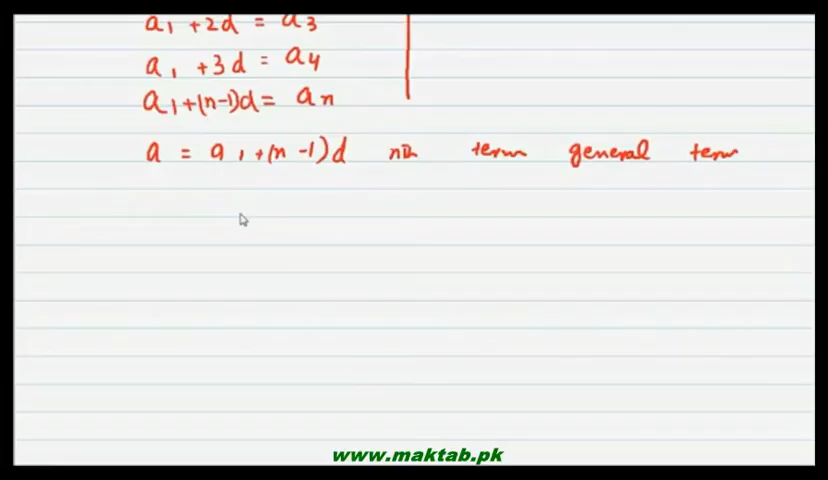 a₁ + 2d = a₃
a₁ + 3d = a₄
a₁ + (n-1)d = aₙ
a = a₁ + (n-1)d nth term general term
www.maktab.pk